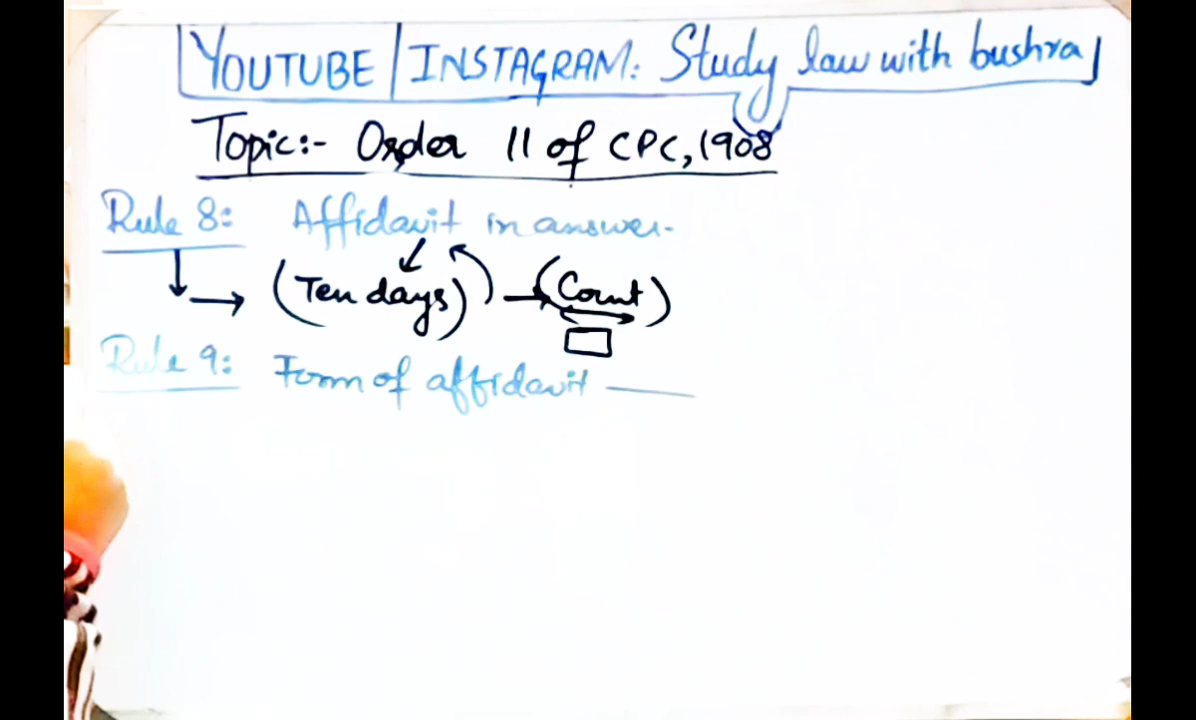 YOUTUBE | INSTAGRAM: Study law with bushra
Topic:- Order 11 of CPC, 1908
Rule 8: Affidavit in answer.
(Ten days) → (Court)
Rule 9: Form of affidavit